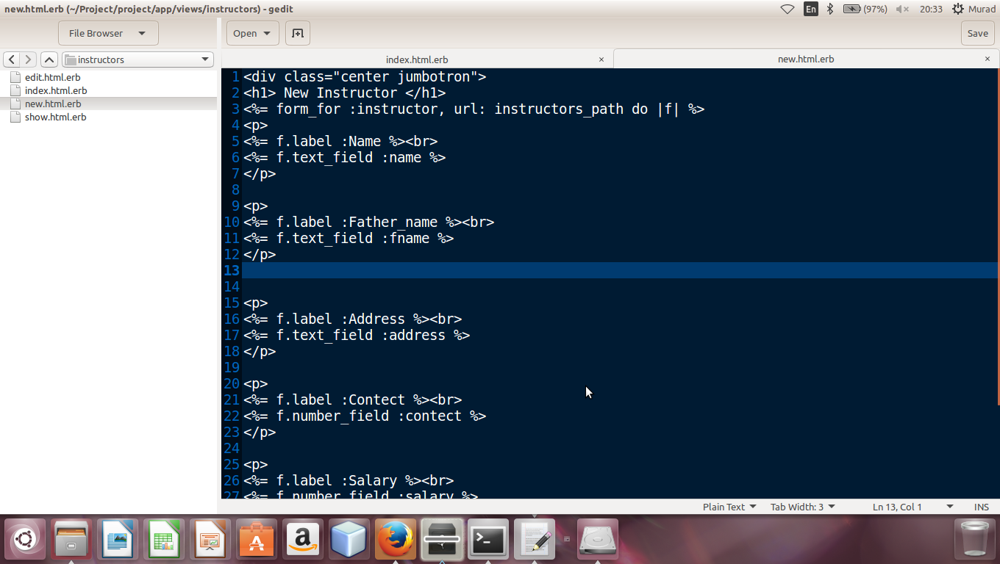 new.html.erb (~/Project/project/app/views/instructors) - gedit
En
(97%)
20:33
Murad
File Browser
Open
Save
instructors
index.html.erb ×
new.html.erb ×
edit.html.erb
index.html.erb
new.html.erb
show.html.erb
1 <div class="center jumbotron">
2 <h1> New Instructor </h1>
3 <%= form_for :instructor, url: instructors_path do |f| %>
4 <p>
5 <%= f.label :Name %><br>
6 <%= f.text_field :name %>
7 </p>
8
9 <p>
10 <%= f.label :Father_name %><br>
11 <%= f.text_field :fname %>
12 </p>
13
14
15 <p>
16 <%= f.label :Address %><br>
17 <%= f.text_field :address %>
18 </p>
19
20 <p>
21 <%= f.label :Contect %><br>
22 <%= f.number_field :contect %>
23 </p>
24
25 <p>
26 <%= f.label :Salary %><br>
27 <%= f.number_field :salary %>
Plain Text
Tab Width: 3
Ln 13, Col 1
INS